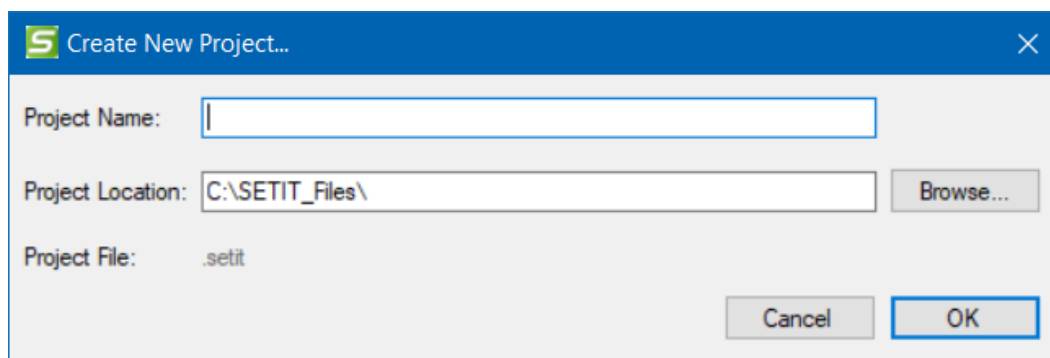 S Create New Project...
Project Name:
Project Location: C:\SETIT_Files\ Browse...
Project File: .setit
Cancel OK